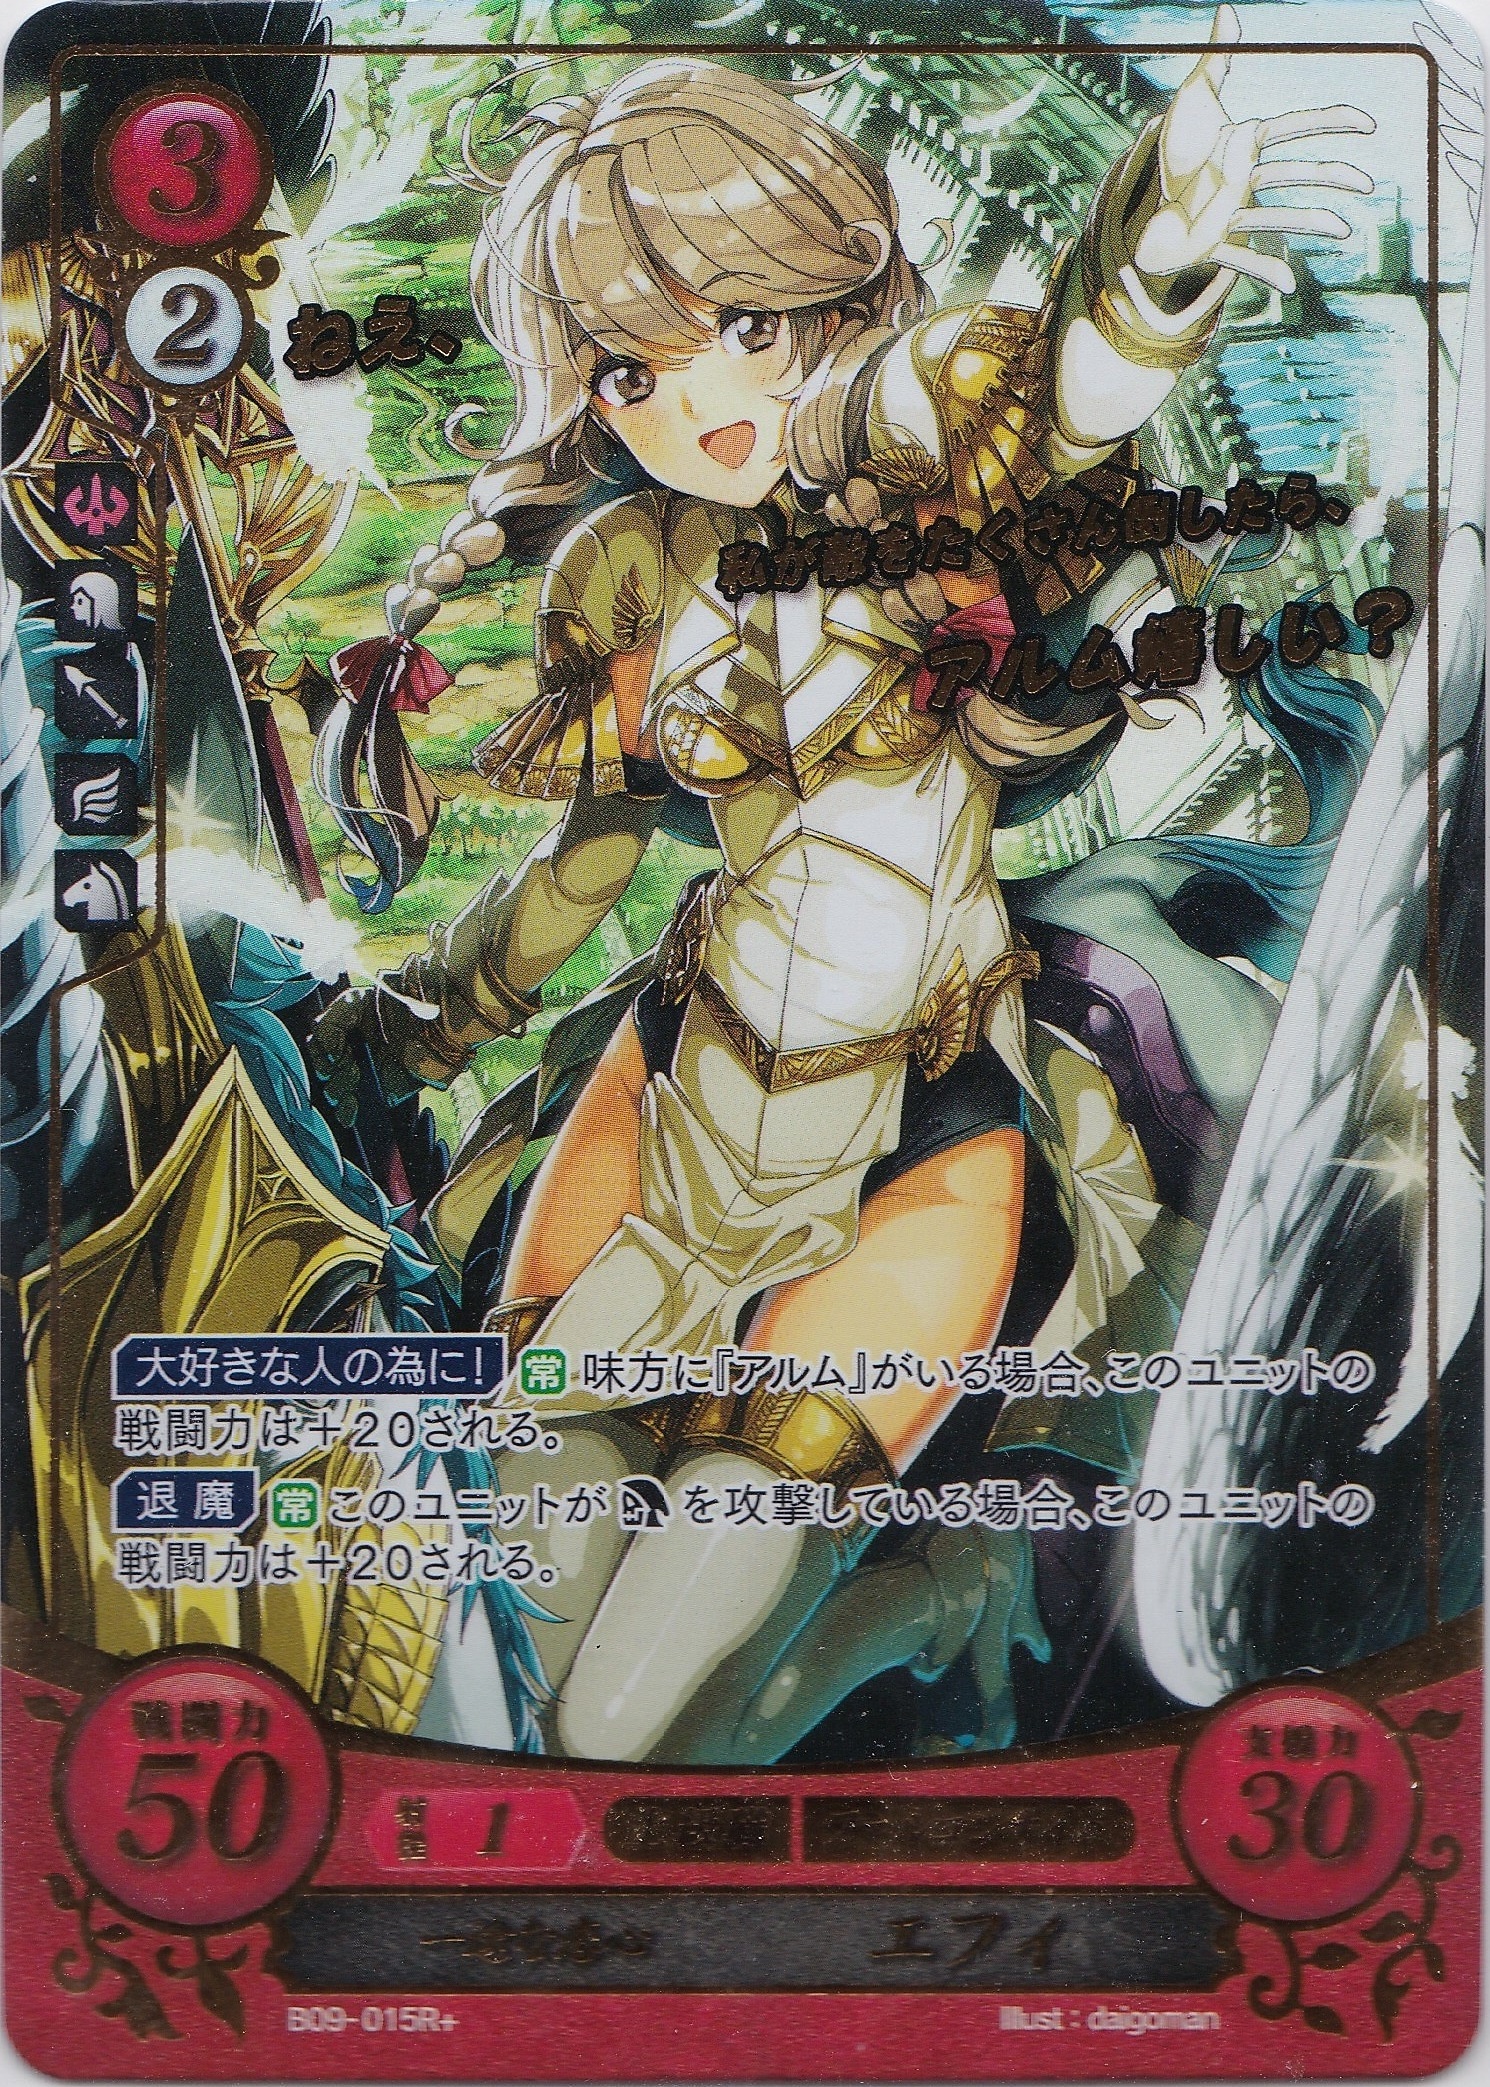 3
2
ねえ、
私が敵をたくさん倒したら、
アルム嬉しい？
大好きな人の為に！ 常 味方に『アルム』がいる場合、このユニットの
戦闘力は＋20される。
退魔 常 このユニットが を攻撃している場合、このユニットの
戦闘力は＋20される。
戦闘力
50
射程 1
支援力
30
エフィ
B09-015R+
Illust : daigoman